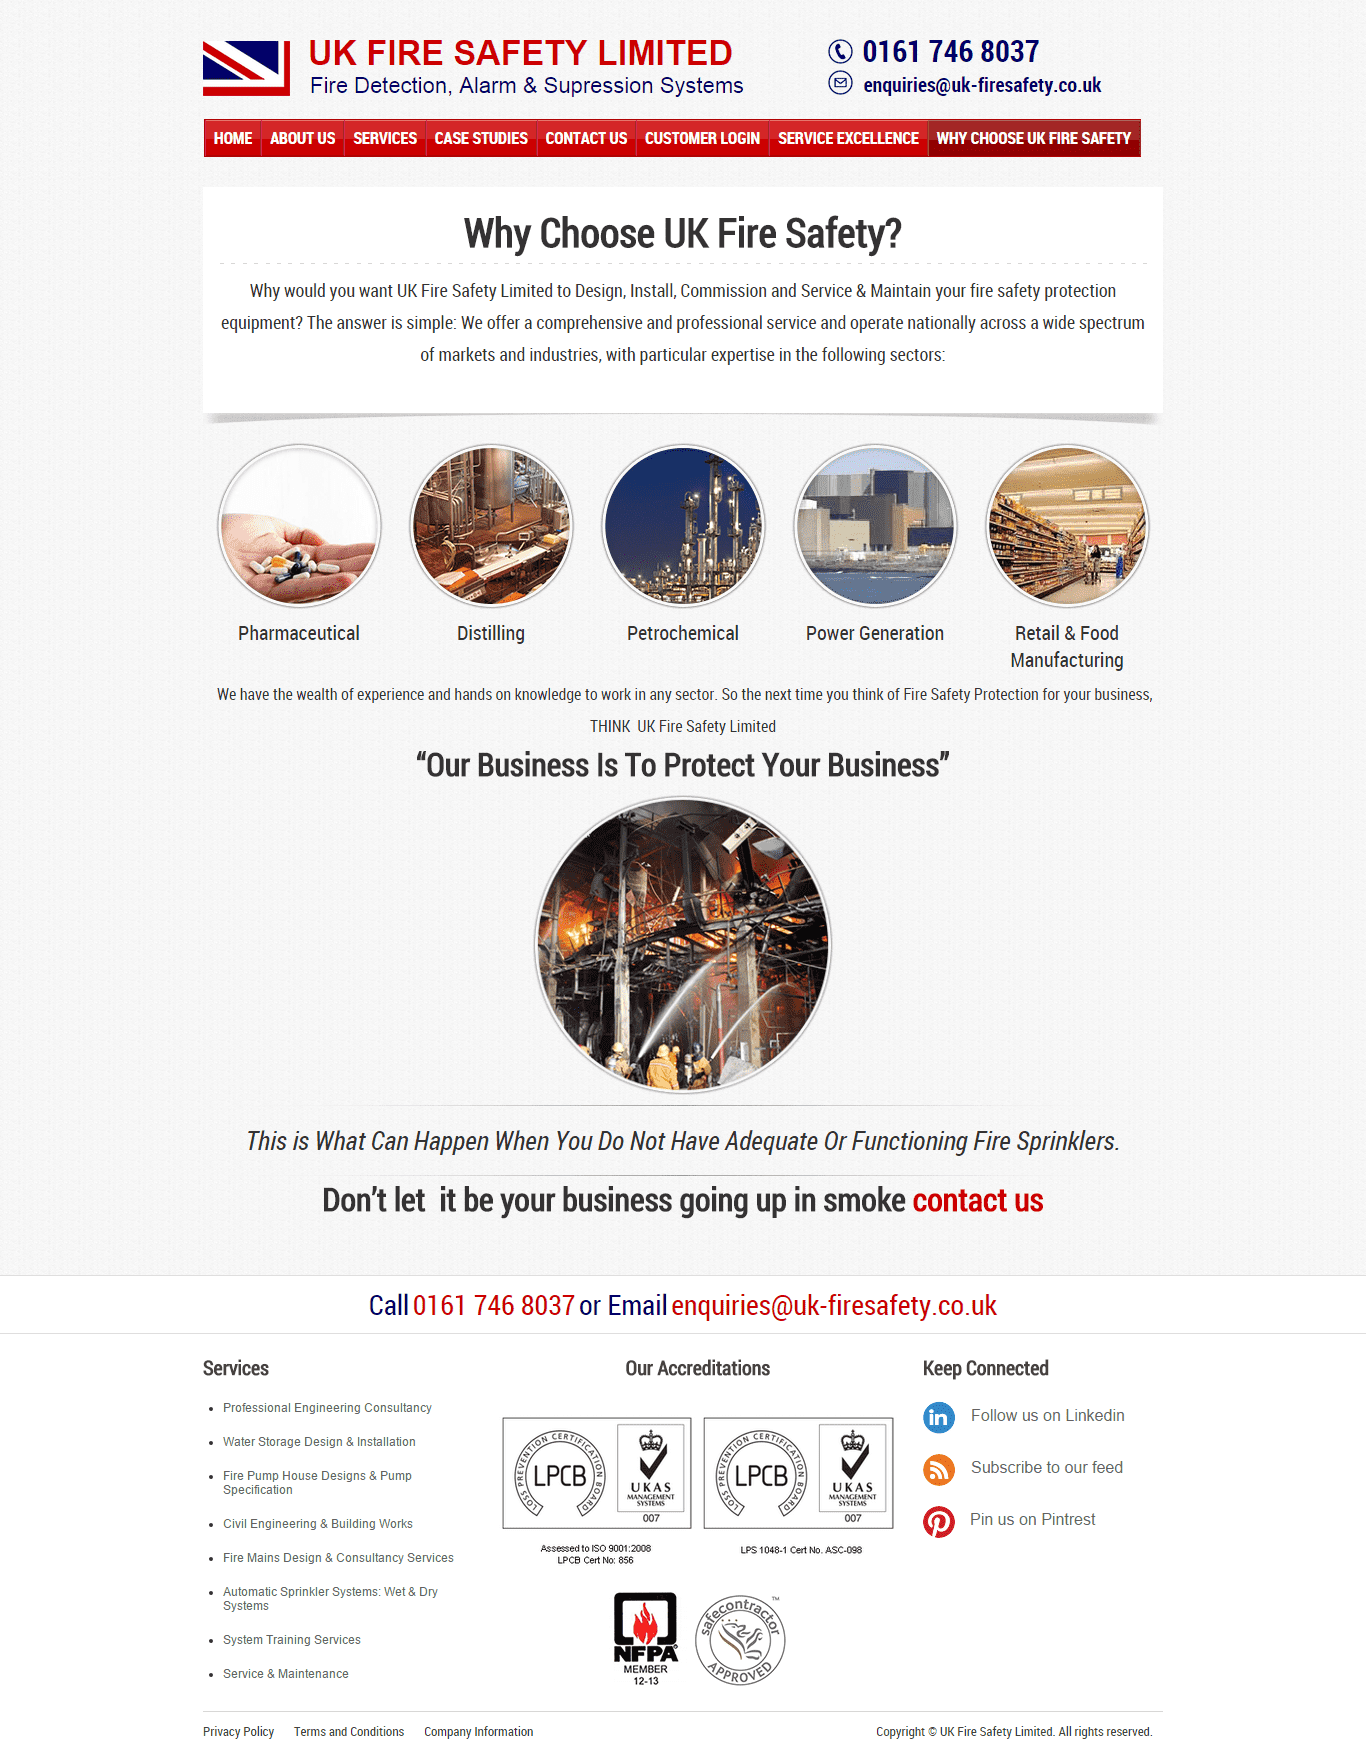 UK FIRE SAFETY LIMITED
Fire Detection, Alarm & Supression Systems
0161 746 8037
enquiries@uk-firesafety.co.uk
HOME ABOUT US SERVICES CASE STUDIES CONTACT US CUSTOMER LOGIN SERVICE EXCELLENCE WHY CHOOSE UK FIRE SAFETY
Why Choose UK Fire Safety?
Why would you want UK Fire Safety Limited to Design, Install, Commission and Service & Maintain your fire safety protection
equipment? The answer is simple: We offer a comprehensive and professional service and operate nationally across a wide spectrum
of markets and industries, with particular expertise in the following sectors:
Pharmaceutical
Distilling
Petrochemical
Power Generation
Retail & Food
Manufacturing
We have the wealth of experience and hands on knowledge to work in any sector. So the next time you think of Fire Safety Protection for your business,
THINK  UK Fire Safety Limited
“Our Business Is To Protect Your Business”
This is What Can Happen When You Do Not Have Adequate Or Functioning Fire Sprinklers.
Don’t let  it be your business going up in smoke contact us
Call 0161 746 8037 or Email enquiries@uk-firesafety.co.uk
Services
Professional Engineering Consultancy
Water Storage Design & Installation
Fire Pump House Designs & Pump
Specification
Civil Engineering & Building Works
Fire Mains Design & Consultancy Services
Automatic Sprinkler Systems: Wet & Dry
Systems
System Training Services
Service & Maintenance
Our Accreditations
LOSS PREVENTION CERTIFICATION BOARD
LPCB
UKAS
MANAGEMENT
SYSTEMS
007
Assessed to ISO 9001:2008
LPCB Cert No: 856
LOSS PREVENTION CERTIFICATION BOARD
LPCB
UKAS
MANAGEMENT
SYSTEMS
007
LPS 1048-1 Cert No. ASC-098
NFPA
MEMBER
12-13
safecontractor
APPROVED
TM
Keep Connected
in
Follow us on Linkedin
Subscribe to our feed
Pin us on Pintrest
Privacy Policy Terms and Conditions Company Information
Copyright © UK Fire Safety Limited. All rights reserved.